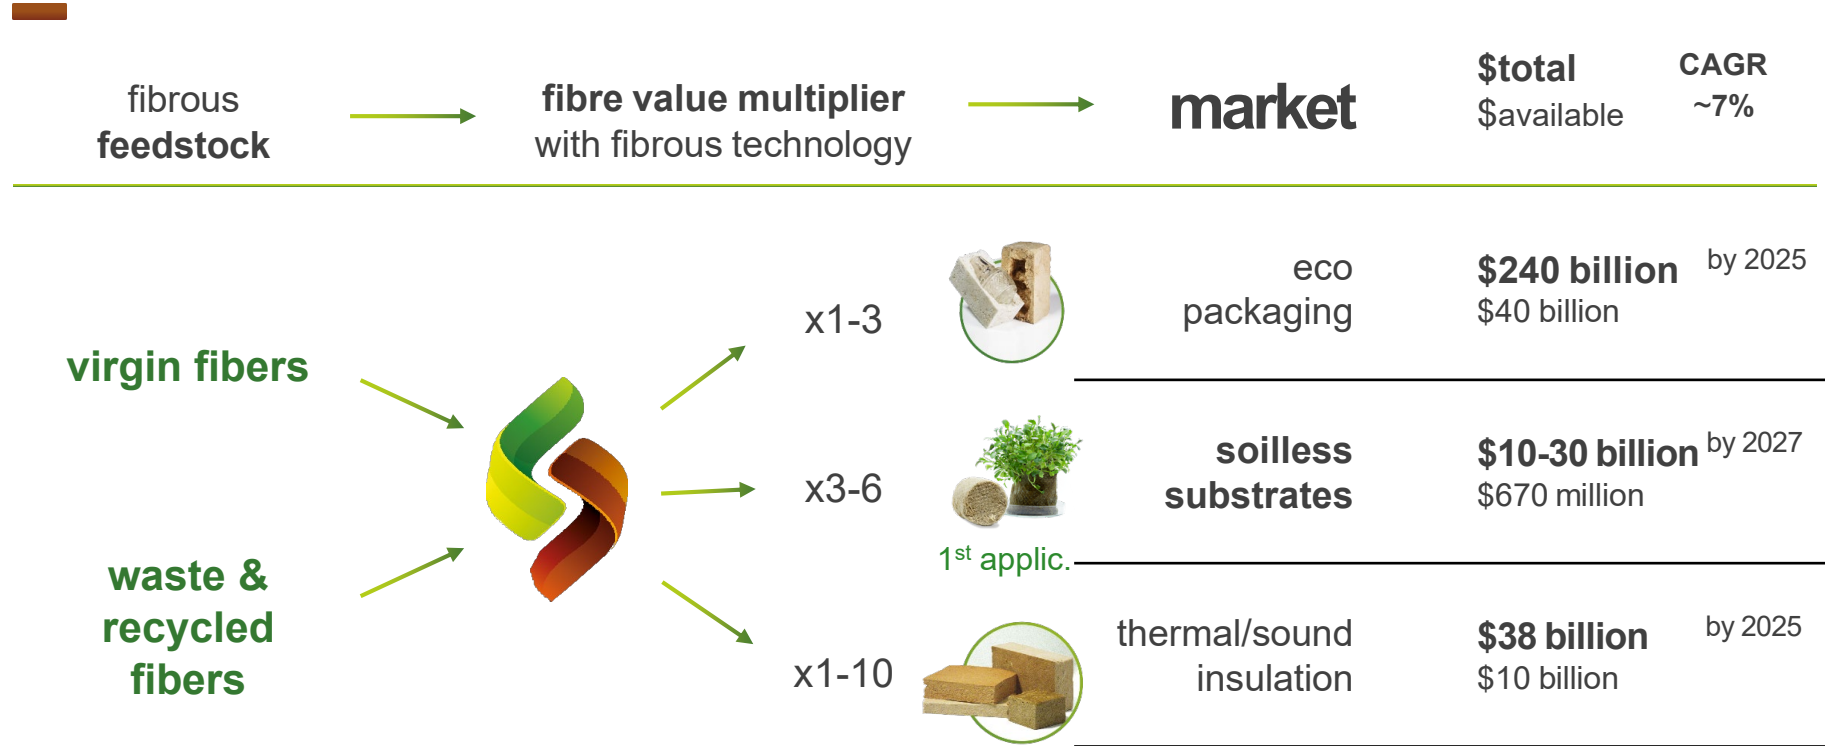 fibrous
feedstock
fibre value multiplier
with fibrous technology
market
$total
$available
CAGR
~7%
virgin fibers
waste &
recycled
fibers
x1-3
eco
packaging
$240 billion by 2025
$40 billion
x3-6
1st applic.
soilless
substrates
$10-30 billion by 2027
$670 million
x1-10
thermal/sound
insulation
$38 billion by 2025
$10 billion